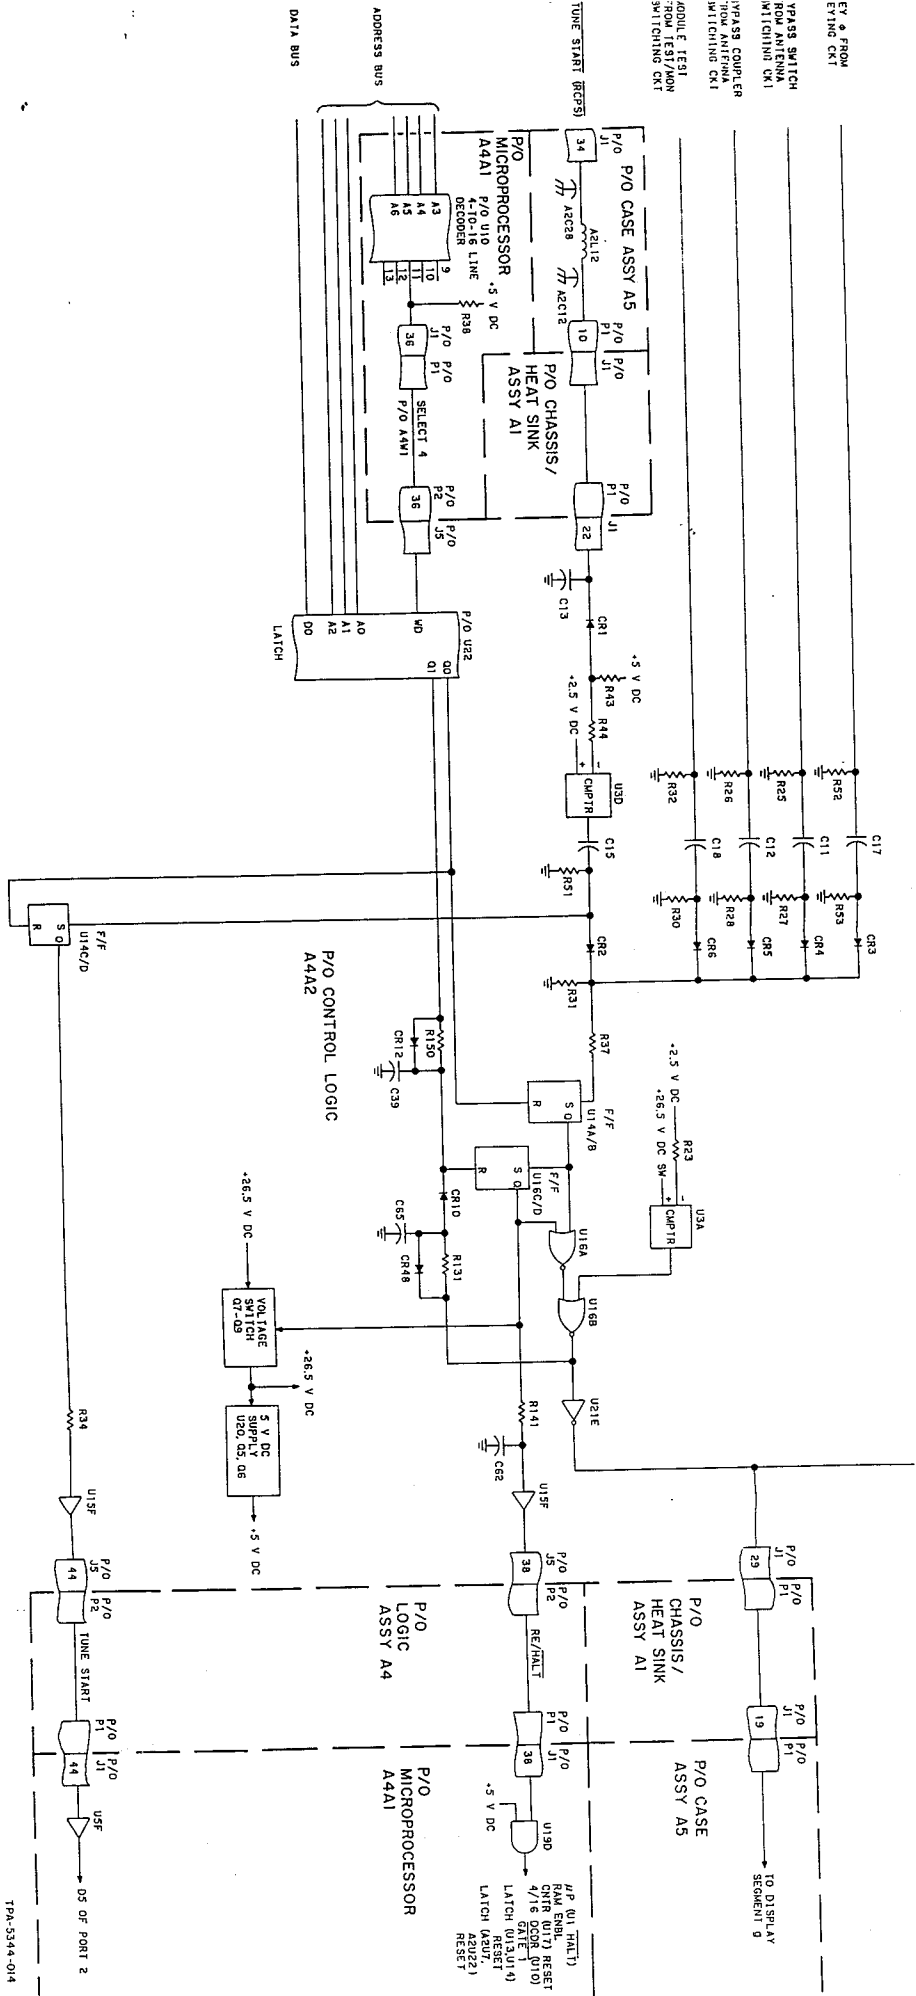 EY ϕ FROM
EYING CKT
YPASS SWITCH
ROM ANTENNA
WITCHING CKT
YPASS COUPLER
ROM ANTENNA
WITCHING CKT
MODULE TEST
FROM TEST/MON
SWITCHING CKT
TUNE START (RCPS)
ADDRESS BUS
DATA BUS
P/O
J1
34
P/O CASE ASSY A5
A2L12
A2C28
A2C12
P/O
P1
10
P/O
J1
P/O CHASSIS/
HEAT SINK
ASSY A1
P/O
P1
J1
22
C13
CR1
+5 V DC
R43
R44
+2.5 V DC
-
+
CMPTR
U3D
C15
R51
CR2
R31
R37
R52
C17
R53
CR3
R25
C11
R27
CR4
R26
C12
R28
CR5
R32
C18
R30
CR6
P/O
MICROPROCESSOR
A4A1
P/O U10
4-TO-16 LINE
DECODER
A3
A4
A5
A6
9
10
11
12
13
+5 V DC
R38
P/O
J1
36
P/O
P1
SELECT 4
P/O A4W1
P/O
P2
36
P/O
J5
P/O U22
WD
A0
A1
A2
D0
Q0
Q1
LATCH
F/F
U14C/D
S
Q
R
P/O CONTROL LOGIC
A4A2
R150
CR12
C39
F/F
U14A/B
S
Q
R
F/F
U16C/D
S
Q
R
CR10
C65
R131
CR48
U16A
U16B
+2.5 V DC
R23
+26.5 V DC SW
-
+
CMPTR
U3A
U21E
+26.5 V DC
VOLTAGE
SWITCH
Q7-Q9
+26.5 V DC
5 V DC
SUPPLY
U20, Q5, Q6
+5 V DC
R141
C62
U15F
R34
U15F
P/O
J1
29
P/O
P1
P/O
CHASSIS/
HEAT SINK
ASSY A1
P/O
J1
19
P/O
P1
P/O CASE
ASSY A5
TO DISPLAY
SEGMENT g
P/O
J5
38
P/O
P2
RE/HALT
P/O
P1
P/O
J1
38
+5 V DC
U19D
μP (U1 HALT)
RAM ENBL
CNTR (U17) RESET
4/16 DCDR (U10)
GATE 1
LATCH (U13,U14)
RESET
LATCH (A2U7,
A2U22)
RESET
P/O
LOGIC
ASSY A4
P/O
MICROPROCESSOR
A4A1
P/O
J5
44
P/O
P2
TUNE START
P/O
P1
P/O
J1
44
U5F
D5 OF PORT 2
TPA-5344-014